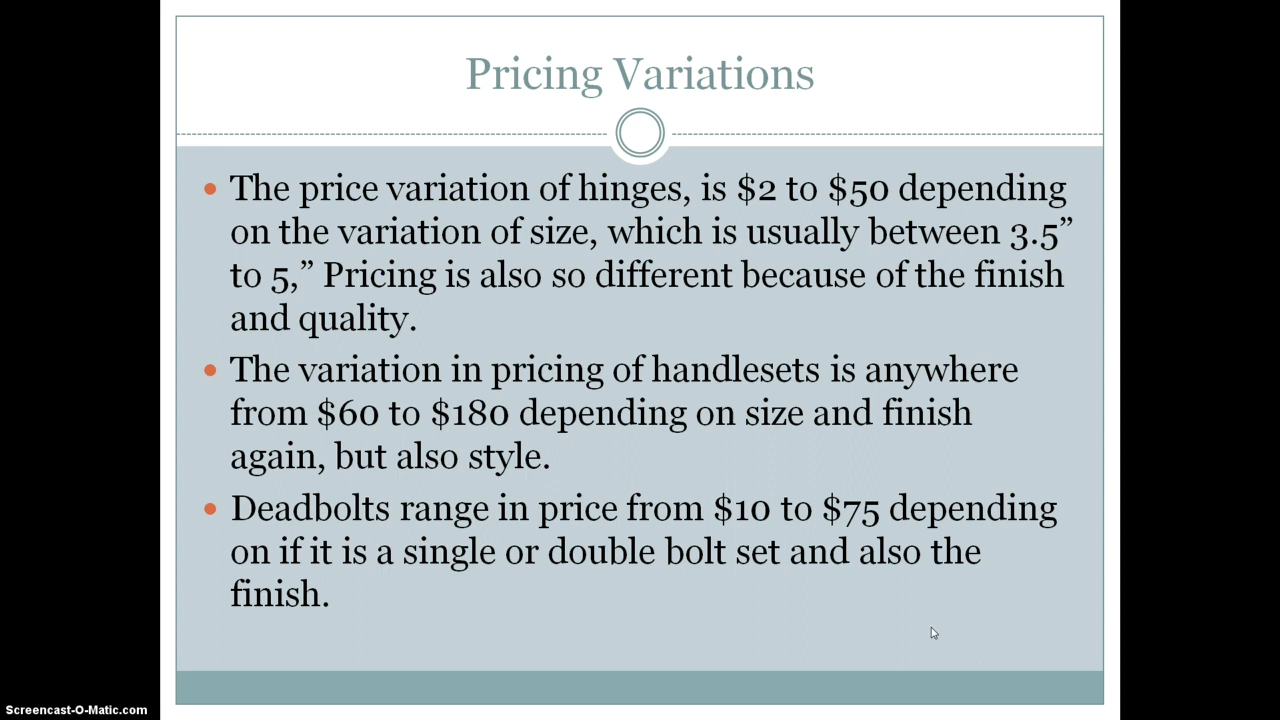 Pricing Variations
• The price variation of hinges, is $2 to $50 depending
on the variation of size, which is usually between 3.5”
to 5,” Pricing is also so different because of the finish
and quality.
• The variation in pricing of handlesets is anywhere
from $60 to $180 depending on size and finish
again, but also style.
• Deadbolts range in price from $10 to $75 depending
on if it is a single or double bolt set and also the
finish.
Screencast-O-Matic.com